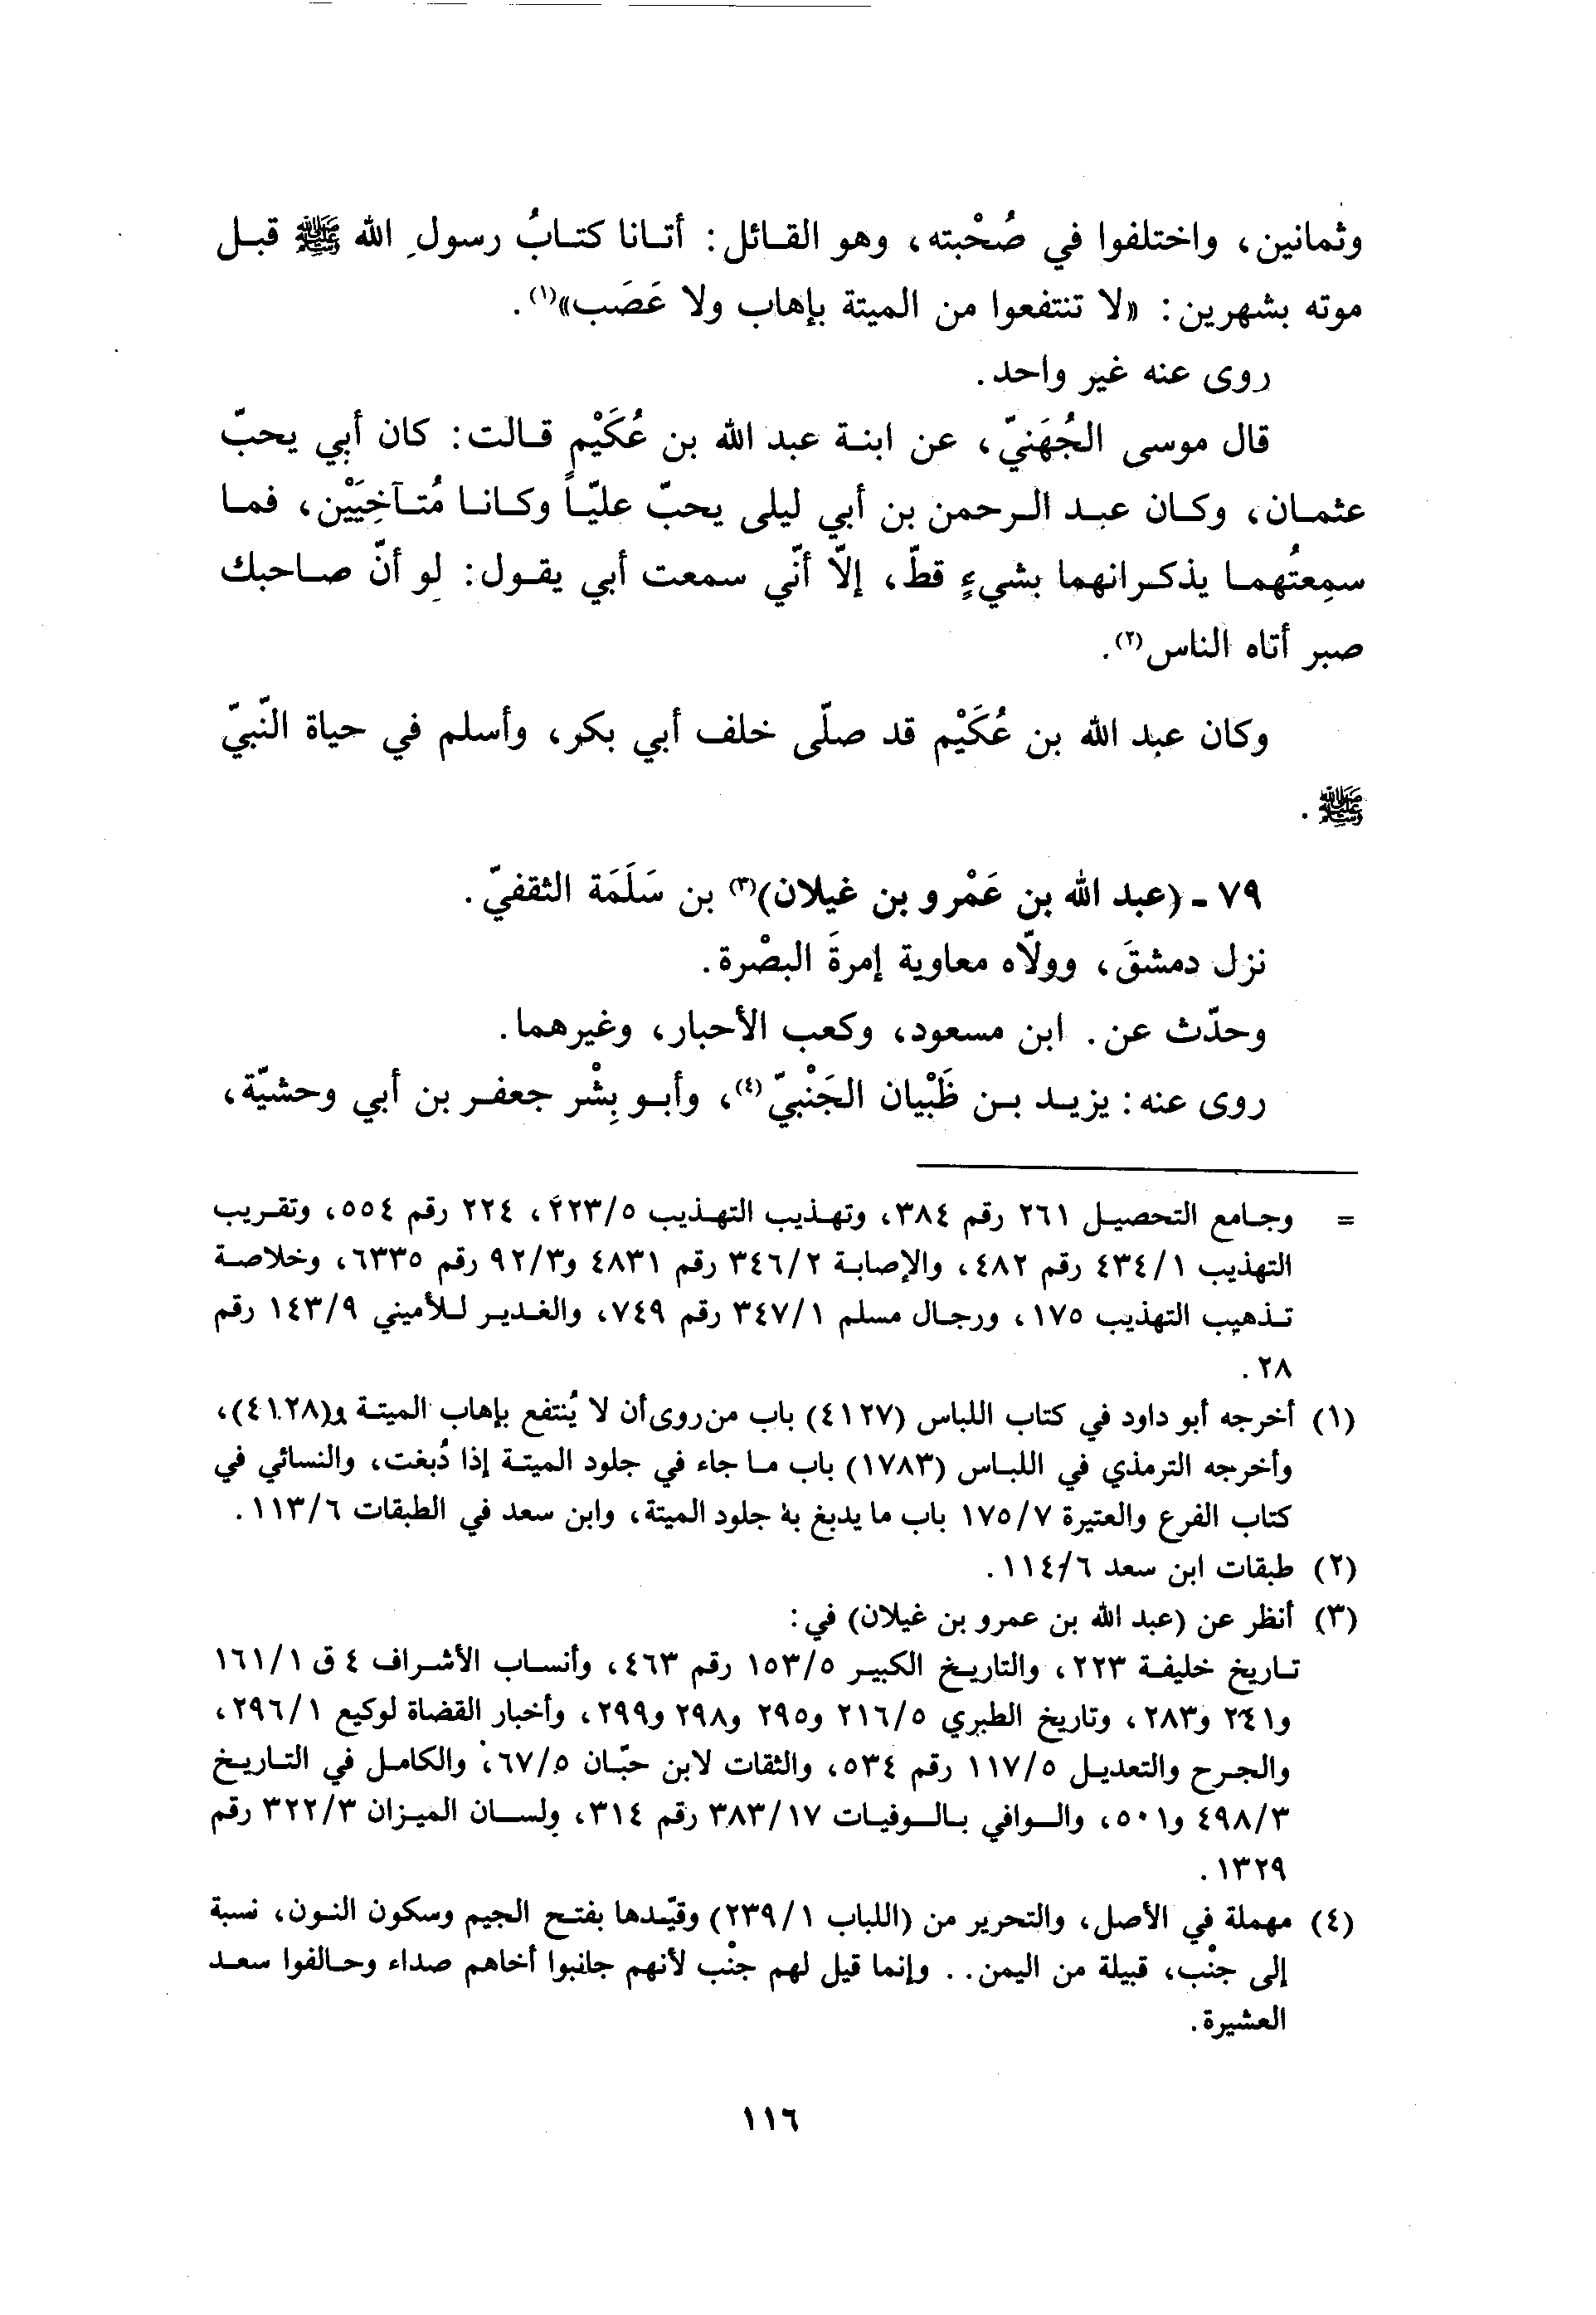 وثمانين، واختلفوا في صُحْبته، وهو القائل: أتانا كتابُ رسولِ الله ﷺ قبل
موته بشهرين: «لا تنتفعوا من الميتة بإهاب ولا عَصَب»(١).
روى عنه غير واحد.
قال موسى الجُهَنيّ، عن ابنة عبد الله بن عُكَيْم قالت: كان أبي يحبّ
عثمان، وكان عبد الرحمن بن أبي ليلى يحبّ عليّاً وكانا مُتآخِيَيْن، فما
سمِعتُهما يذكرانهما بشيءٍ قطّ، إلاّ أنّي سمعت أبي يقول: لو أنّ صاحبك
صبر أتاه الناس(٢).
وكان عبد الله بن عُكَيْم قد صلّى خلف أبي بكر، وأسلم في حياة النّبيّ
ﷺ.
٧٩ - (عبد الله بن عَمْرو بن غيلان)(٣) بن سَلَمَة الثقفيّ.
نزل دمشقَ، وولاّه معاوية إمرةَ البصْرة.
وحدّث عن. ابن مسعود، وكعب الأحبار، وغيرهما.
روى عنه: يزيد بن ظَبْيان الجَنْبيّ(٤)، وأبو بِشْر جعفر بن أبي وحشيّة،
= وجامع التحصيل ٢٦١ رقم ٣٨٤، وتهذيب التهذيب ٢٢٣/٥، ٢٢٤ رقم ٥٥٤، وتقريب
التهذيب ٤٣٤/١ رقم ٤٨٢، والإصابة ٣٤٦/٢ رقم ٤٨٣١ و٩٢/٣ رقم ٦٣٣٥، وخلاصة
تذهيب التهذيب ١٧٥، ورجال مسلم ٣٤٧/١ رقم ٧٤٩، والغدير للأميني ١٤٣/٩ رقم
٢٨.
(١) أخرجه أبو داود في كتاب اللباس (٤١٢٧) باب من روى أن لا يُنتفع بإهاب الميتة و(٤١٢٨)،
وأخرجه الترمذي في اللباس (١٧٨٣) باب ما جاء في جلود الميتة إذا دُبغت، والنسائي في
كتاب الفرع والعتيرة ١٧٥/٧ باب ما يدبغ به جلود الميتة، وابن سعد في الطبقات ١١٣/٦.
(٢) طبقات ابن سعد ١١٤/٦.
(٣) أنظر عن (عبد الله بن عمرو بن غيلان) في:
تاريخ خليفة ٢٢٣، والتاريخ الكبير ١٥٣/٥ رقم ٤٦٣، وأنساب الأشراف ٤ ق ١٦١/١
و٢٤١ و٢٨٣، وتاريخ الطبري ٢١٦/٥ و٢٩٥ و٢٩٨ و٢٩٩، وأخبار القضاة لوكيع ٢٩٦/١،
والجرح والتعديل ١١٧/٥ رقم ٥٣٤، والثقات لابن حبّان ٦٧/٥، والكامل في التاريخ
٤٩٨/٣ و٥٠١، والوافي بالوفيات ٣٨٣/١٧ رقم ٣١٤، ولسان الميزان ٣٢٢/٣ رقم
١٣٢٩.
(٤) مهملة في الأصل، والتحرير من (اللباب ٢٣٩/١) وقيّدها بفتح الجيم وسكون النون، نسبة
إلى جنْب، قبيلة من اليمن.. وإنما قيل لهم جنْب لأنهم جانبوا أخاهم صداء وحالفوا سعد
العشيرة.
١١٦